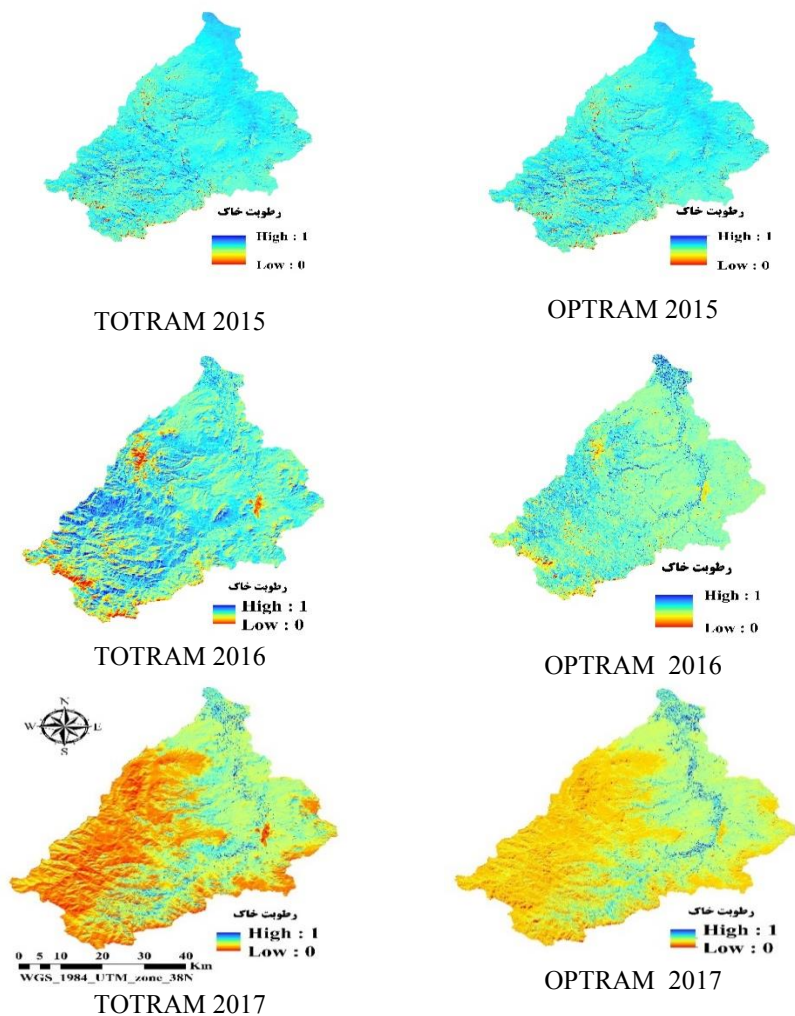 رطوبت خاک
High : 1
Low : 0
TOTRAM 2015
رطوبت خاک
High : 1
Low : 0
OPTRAM 2015
رطوبت خاک
High : 1
Low : 0
TOTRAM 2016
رطوبت خاک
High : 1
Low : 0
OPTRAM 2016
N
W E
S
رطوبت خاک
High : 1
Low : 0
0 5 10 20 30 40
Km
WGS_1984_UTM_zone_38N
TOTRAM 2017
رطوبت خاک
High : 1
Low : 0
OPTRAM 2017